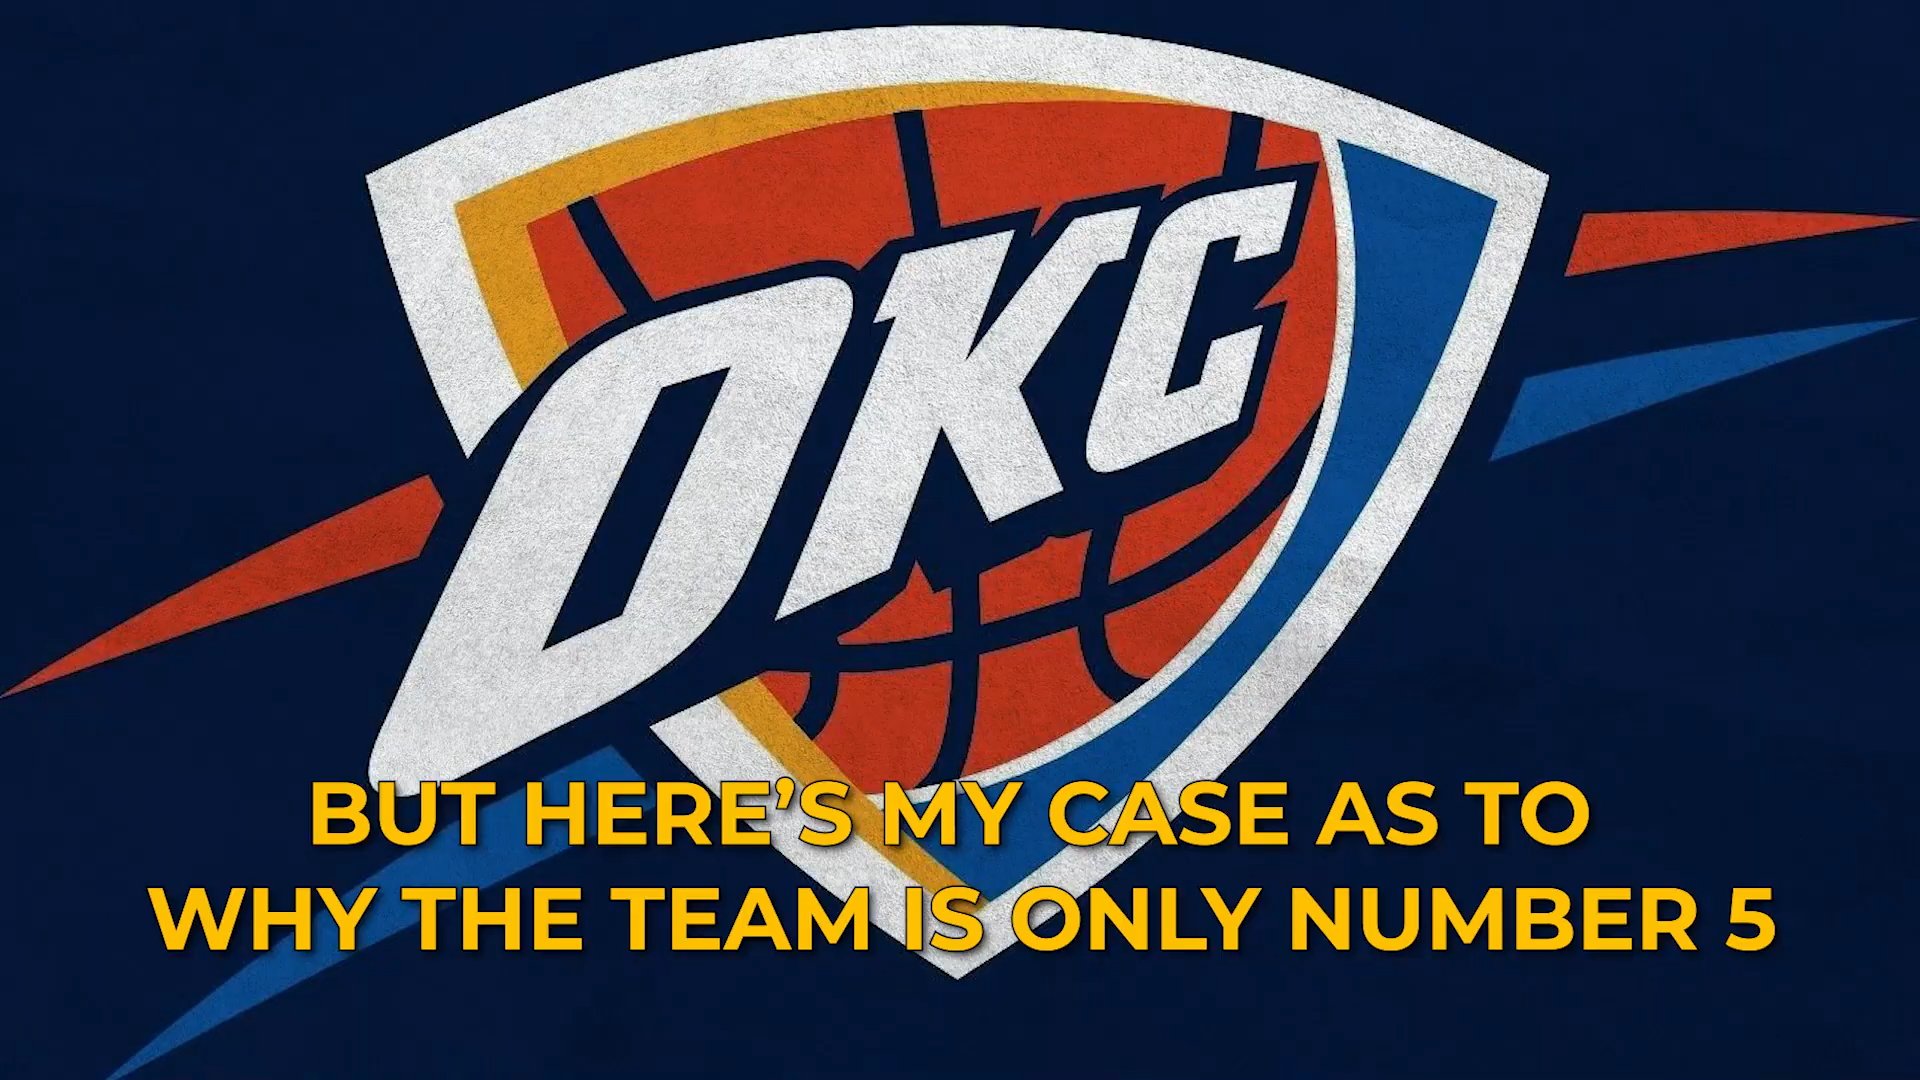 OKC
BUT HERE’S MY CASE AS TO
WHY THE TEAM IS ONLY NUMBER 5